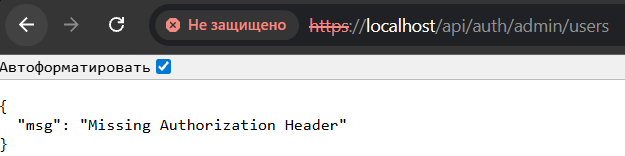 Не защищено https://localhost/api/auth/admin/users
Автоформатировать
{
  "msg": "Missing Authorization Header"
}